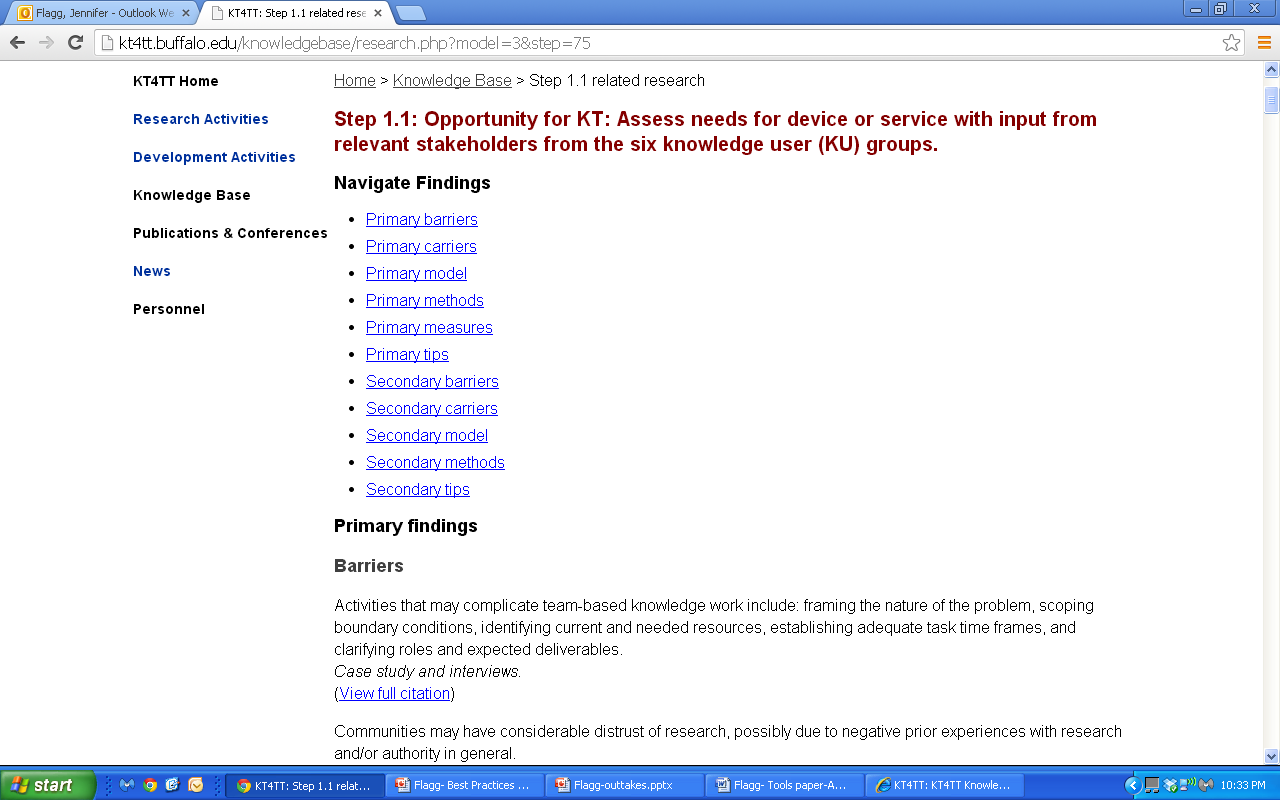 Flagg, Jennifer - Outlook We
KT4TT: Step 1.1 related rese
kt4tt.buffalo.edu/knowledgebase/research.php?model=3&step=75
KT4TT Home
Research Activities
Development Activities
Knowledge Base
Publications & Conferences
News
Personnel
Home > Knowledge Base > Step 1.1 related research
Step 1.1: Opportunity for KT: Assess needs for device or service with input from
relevant stakeholders from the six knowledge user (KU) groups.
Navigate Findings
• Primary barriers
• Primary carriers
• Primary model
• Primary methods
• Primary measures
• Primary tips
• Secondary barriers
• Secondary carriers
• Secondary model
• Secondary methods
• Secondary tips
Primary findings
Barriers
Activities that may complicate team-based knowledge work include: framing the nature of the problem, scoping
boundary conditions, identifying current and needed resources, establishing adequate task time frames, and
clarifying roles and expected deliverables.
Case study and interviews.
(View full citation)
Communities may have considerable distrust of research, possibly due to negative prior experiences with research
and/or authority in general.
start
KT4TT: Step 1.1 relat...
Flagg- Best Practices ...
Flagg-outtakes.pptx
Flagg- Tools paper-A...
KT4TT: KT4TT Knowle...
10:33 PM